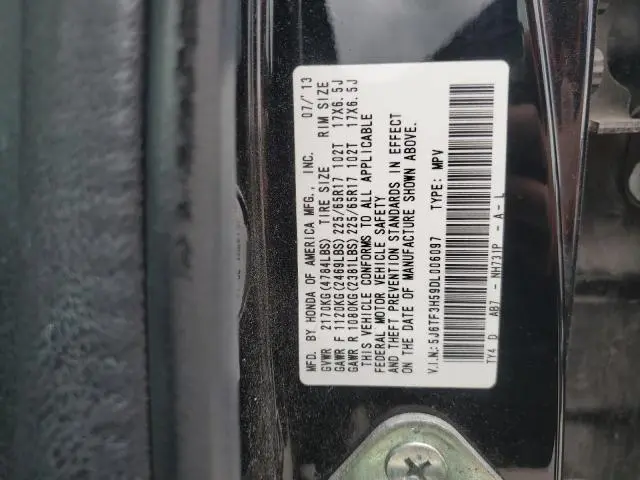 MFD. BY HONDA OF AMERICA MFG., INC. 07/'13
GVWR 2170KG(4784LBS) TIRE SIZE RIM SIZE
GAWR F 1120KG(2469LBS) 225/65R17 102T 17X6.5J
GAWR R 1080KG(2381LBS) 225/65R17 102T 17X6.5J
THIS VEHICLE CONFORMS TO ALL APPLICABLE
FEDERAL MOTOR VEHICLE SAFETY
AND THEFT PREVENTION STANDARDS IN EFFECT
ON THE DATE OF MANUFACTURE SHOWN ABOVE.
V.I.N.:5J6TF3H59DL006097 TYPE: MPV
TY4 D AB7 - NH731P - A - L